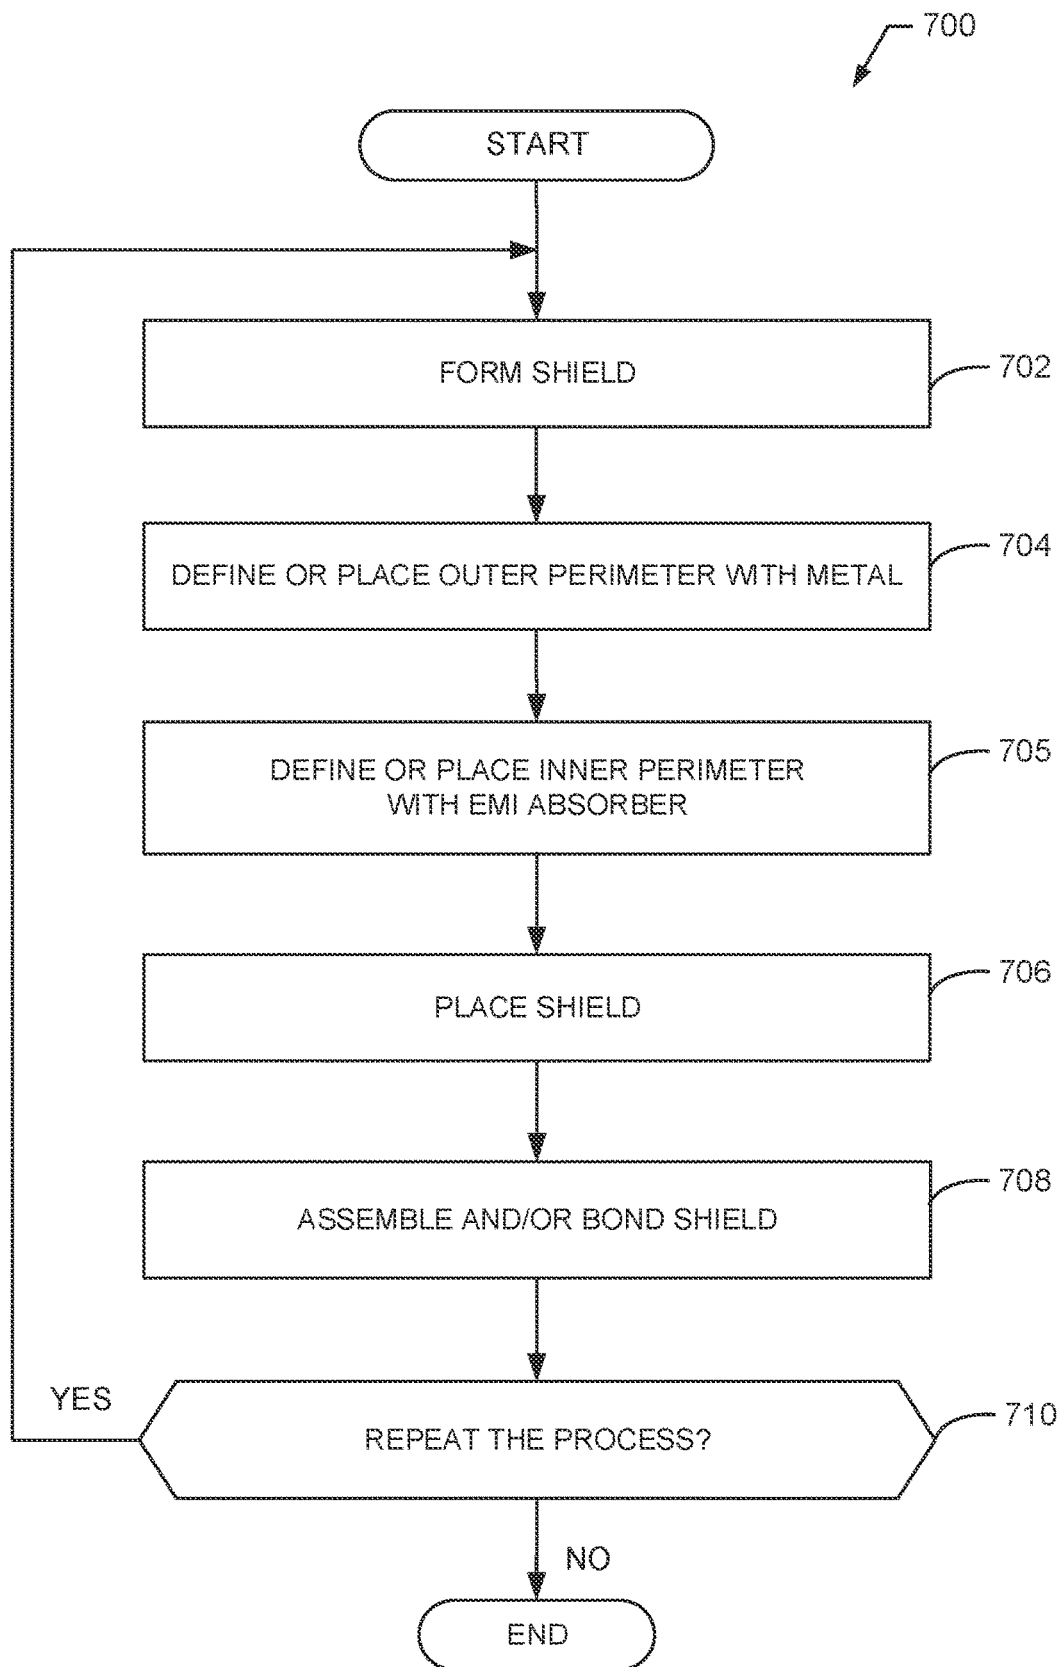 700
START
FORM SHIELD
702
DEFINE OR PLACE OUTER PERIMETER WITH METAL
704
DEFINE OR PLACE INNER PERIMETER
WITH EMI ABSORBER
705
PLACE SHIELD
706
ASSEMBLE AND/OR BOND SHIELD
708
YES
REPEAT THE PROCESS?
710
NO
END